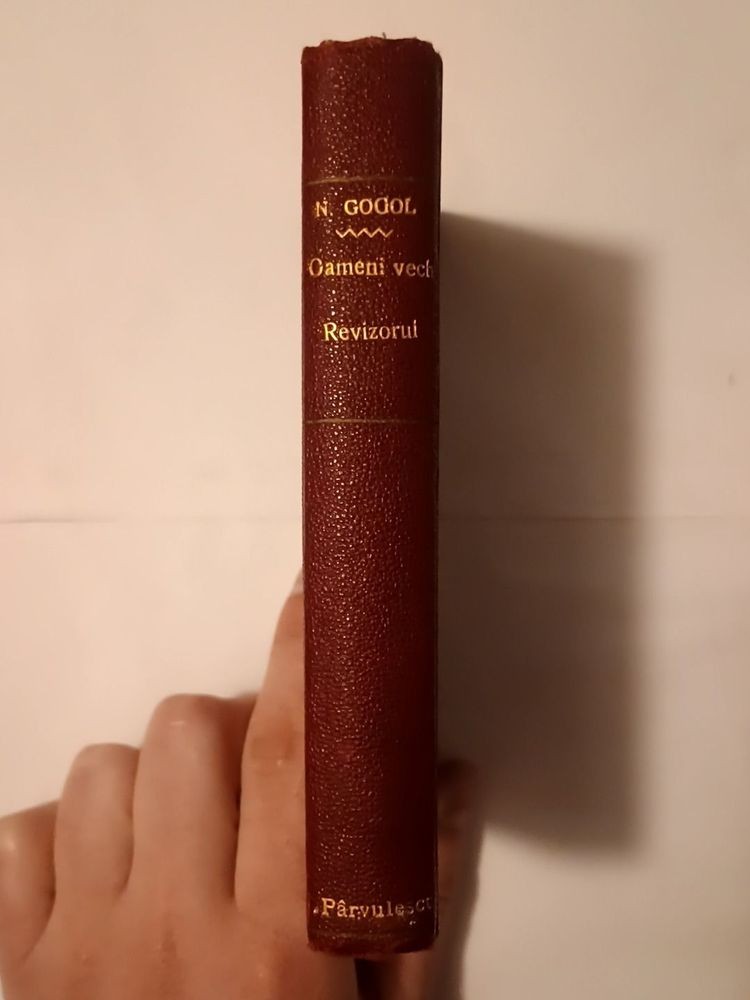 N. GOGOL
Oameni vechi
Revizorul
Pârvulescu